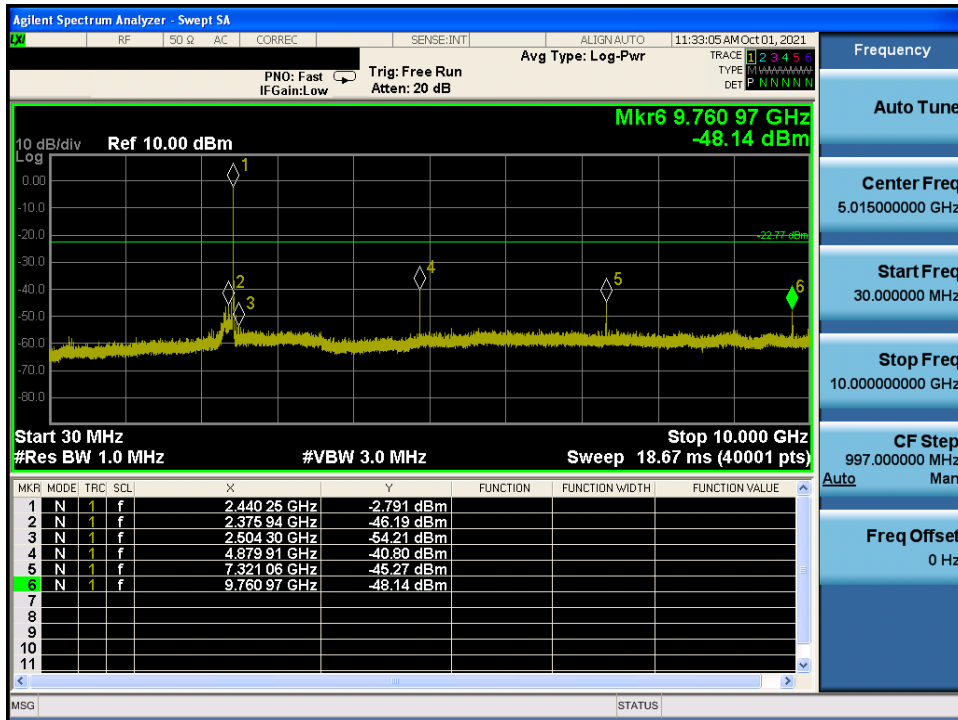 Agilent Spectrum Analyzer - Swept SA
LXI RF 50 Ω AC CORREC SENSE:INT ALIGN AUTO 11:33:05 AM Oct 01, 2021
Avg Type: Log-Pwr
TRACE 1 2 3 4 5 6
TYPE M WWWWW
DET P N N N N N
PNO: Fast
IFGain:Low
Trig: Free Run
Atten: 20 dB
Mkr6 9.760 97 GHz
-48.14 dBm
10 dB/div Ref 10.00 dBm
Log
0.00
-10.0
-20.0
-30.0
-40.0
-50.0
-60.0
-70.0
-80.0
1
2
3
4
5
6
-22.77 dBm
Start 30 MHz Stop 10.000 GHz
#Res BW 1.0 MHz #VBW 3.0 MHz Sweep 18.67 ms (40001 pts)
MKR MODE TRC SCL X Y FUNCTION FUNCTION WIDTH FUNCTION VALUE
1 N 1 f 2.440 25 GHz -2.791 dBm
2 N 1 f 2.375 94 GHz -46.19 dBm
3 N 1 f 2.504 30 GHz -54.21 dBm
4 N 1 f 4.879 91 GHz -40.80 dBm
5 N 1 f 7.321 06 GHz -45.27 dBm
6 N 1 f 9.760 97 GHz -48.14 dBm
7
8
9
10
11
MSG STATUS
Frequency
Auto Tune
Center Freq
5.015000000 GHz
Start Freq
30.000000 MHz
Stop Freq
10.000000000 GHz
CF Step
997.000000 MHz
Auto Man
Freq Offset
0 Hz